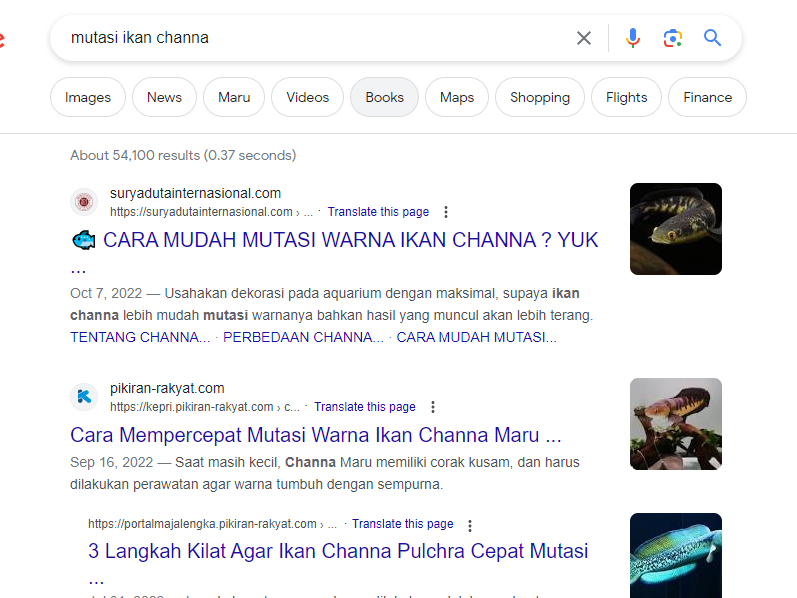 mutasi ikan channa
Images News Maru Videos Books Maps Shopping Flights Finance
About 54,100 results (0.37 seconds)
suryadutainternasional.com
https://suryadutainternasional.com › ... · Translate this page
CARA MUDAH MUTASI WARNA IKAN CHANNA ? YUK
...
Oct 7, 2022 — Usahakan dekorasi pada aquarium dengan maksimal, supaya ikan
channa lebih mudah mutasi warnanya bahkan hasil yang muncul akan lebih terang.
TENTANG CHANNA... · PERBEDAAN CHANNA... · CARA MUDAH MUTASI...
pikiran-rakyat.com
https://kepri.pikiran-rakyat.com › c... · Translate this page
Cara Mempercepat Mutasi Warna Ikan Channa Maru ...
Sep 16, 2022 — Saat masih kecil, Channa Maru memiliki corak kusam, dan harus
dilakukan perawatan agar warna tumbuh dengan sempurna.
https://portalmajalengka.pikiran-rakyat.com › ... · Translate this page
3 Langkah Kilat Agar Ikan Channa Pulchra Cepat Mutasi
...